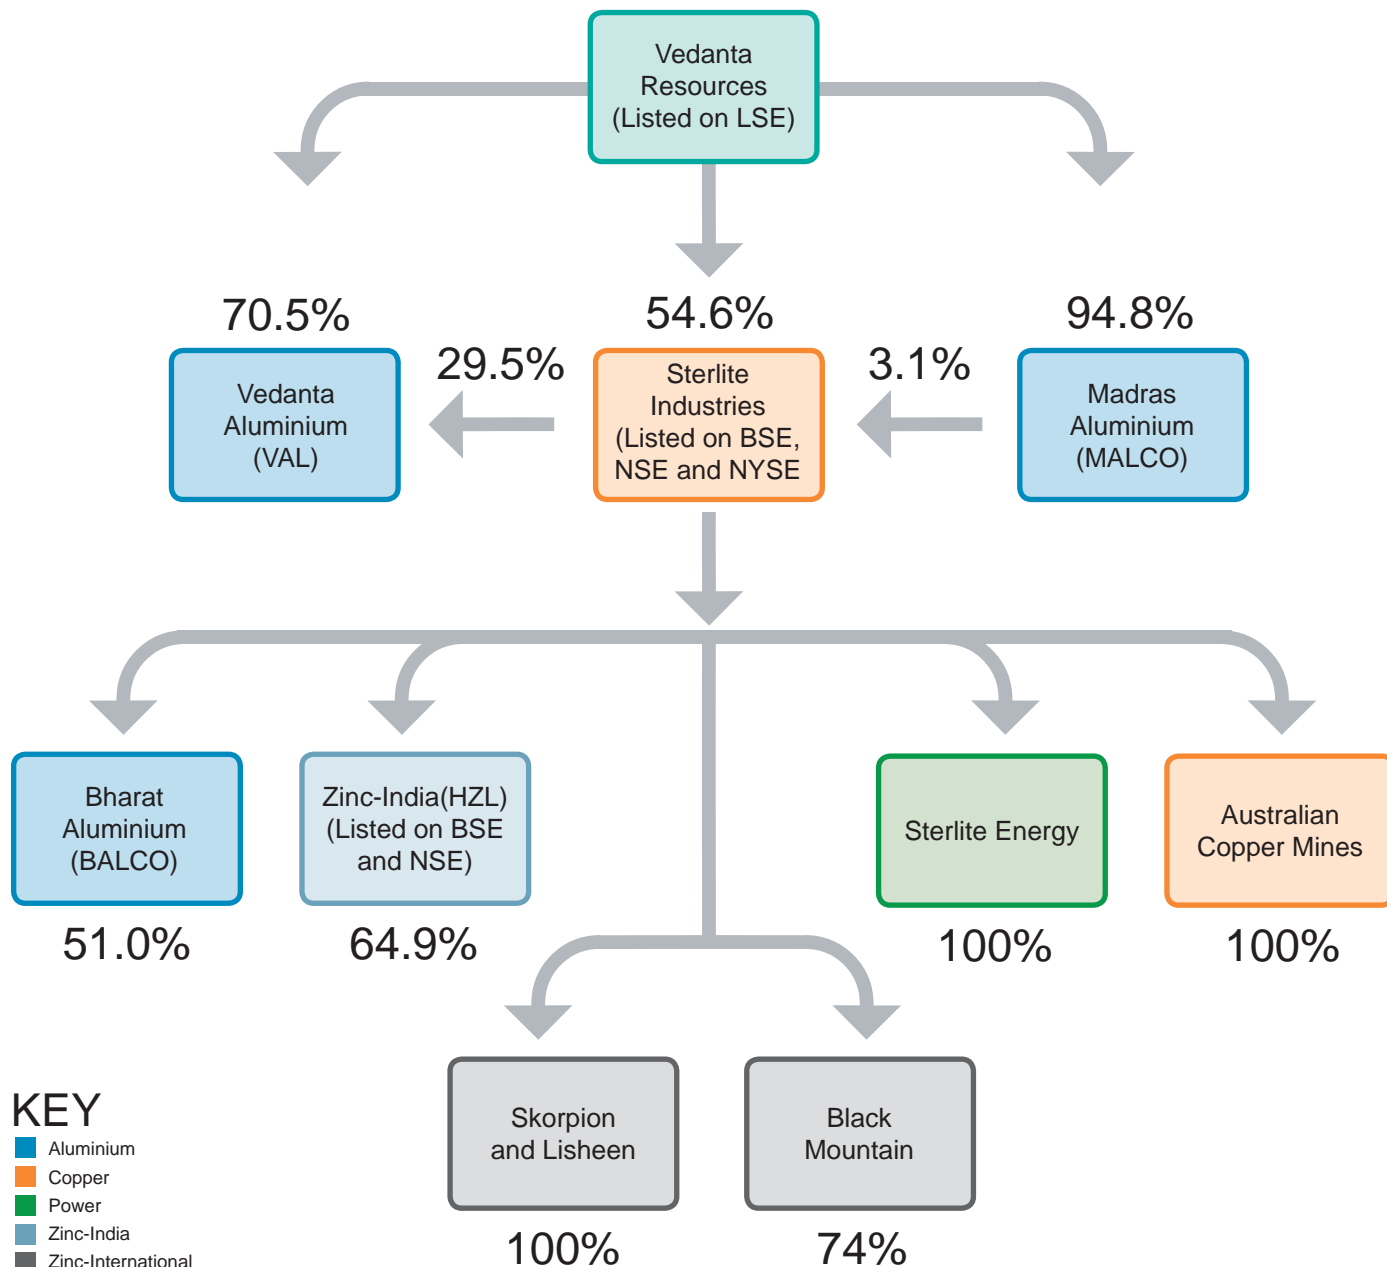 Vedanta
Resources
(Listed on LSE)
70.5%
54.6%
94.8%
29.5%
3.1%
Vedanta
Aluminium
(VAL)
Sterlite
Industries
(Listed on BSE,
NSE and NYSE
Madras
Aluminium
(MALCO)
Bharat
Aluminium
(BALCO)
Zinc-India(HZL)
(Listed on BSE
and NSE)
Sterlite Energy
Australian
Copper Mines
51.0%
64.9%
100%
100%
Skorpion
and Lisheen
Black
Mountain
100%
74%
KEY
Aluminium
Copper
Power
Zinc-India
Zinc-International